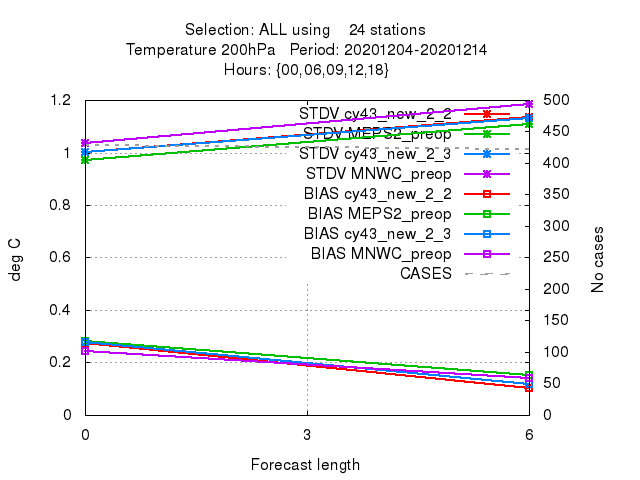 Selection: ALL using 24 stations
Temperature 200hPa Period: 20201204-20201214
Hours: {00,06,09,12,18}
1.2
1
0.8
0.6
0.4
0.2
0
500
450
400
350
300
250
200
150
100
50
0
STDV cy43_new_2_2
STDV MEPS2_preop
STDV cy43_new_2_3
STDV MNWC_preop
BIAS cy43_new_2_2
BIAS MEPS2_preop
BIAS cy43_new_2_3
BIAS MNWC_preop
CASES
deg C
No cases
0 3 6
Forecast length